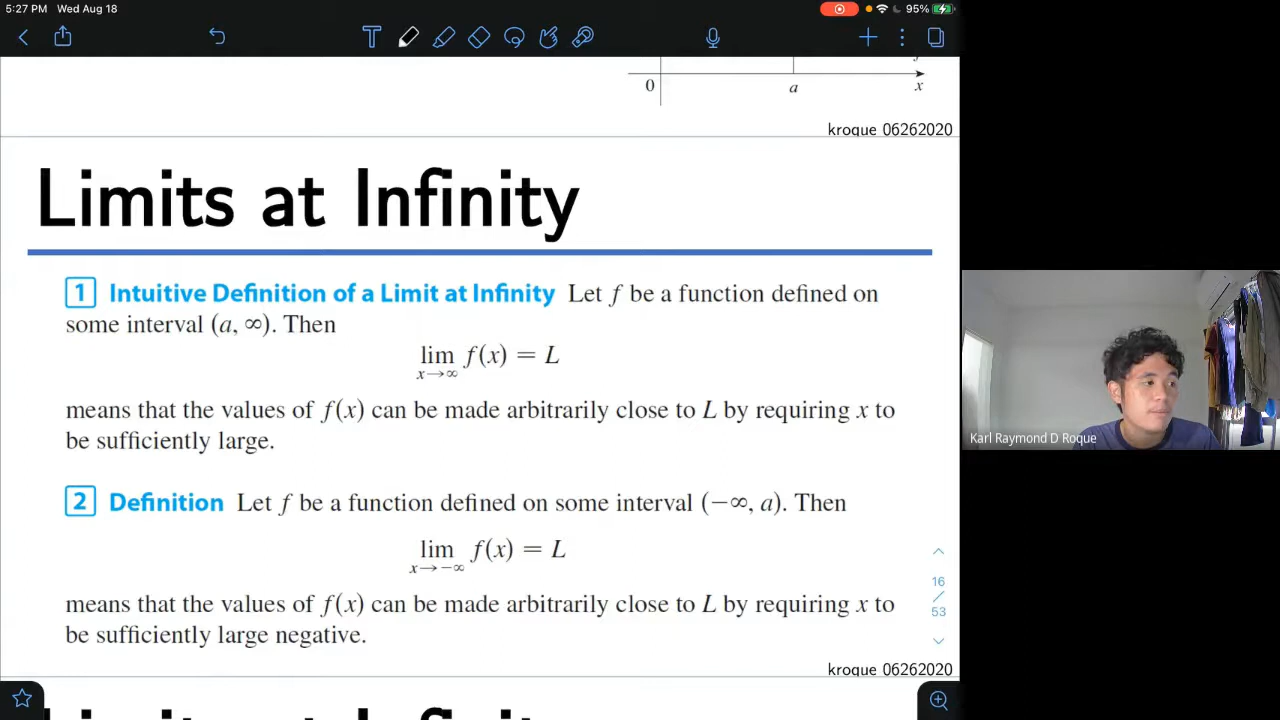 5:27 PM Wed Aug 18
95%
T
0
a
x
kroque 06262020
Limits at Infinity
1 Intuitive Definition of a Limit at Infinity Let f be a function defined on
some interval (a, ∞). Then
lim f(x) = L
x→∞
means that the values of f(x) can be made arbitrarily close to L by requiring x to
be sufficiently large.
2 Definition Let f be a function defined on some interval (−∞, a). Then
lim f(x) = L
x→−∞
means that the values of f(x) can be made arbitrarily close to L by requiring x to
be sufficiently large negative.
16
/
53
kroque 06262020
Karl Raymond D Roque